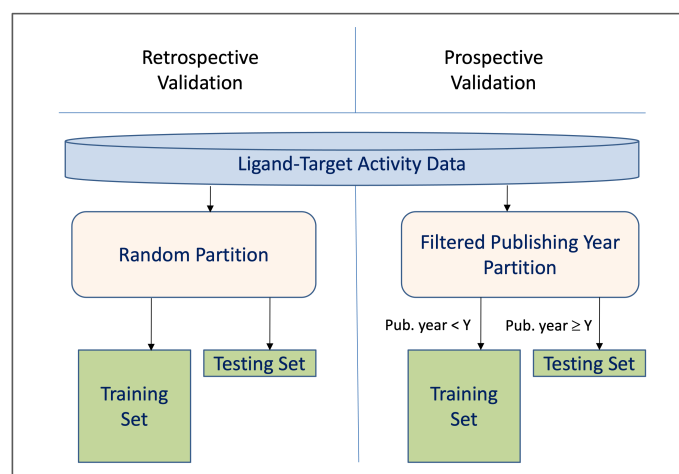 Retrospective
Validation
Prospective
Validation
Ligand-Target Activity Data
Random Partition
Filtered Publishing Year
Partition
Pub. year < Y
Pub. year ≥ Y
Training
Set
Testing Set
Training
Set
Testing Set